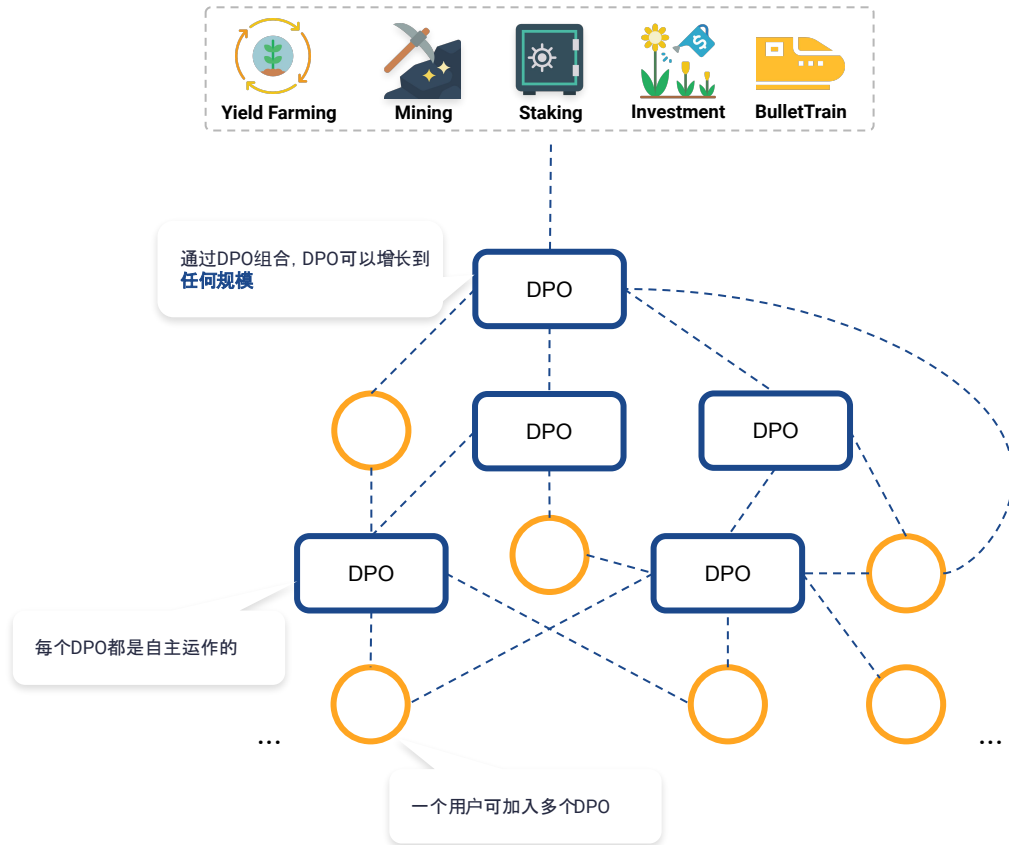 Yield Farming
Mining
Staking
Investment
BulletTrain
通过DPO组合, DPO可以增长到
任何规模
DPO
DPO
DPO
DPO
DPO
每个DPO都是自主运作的
...
...
一个用户可加入多个DPO